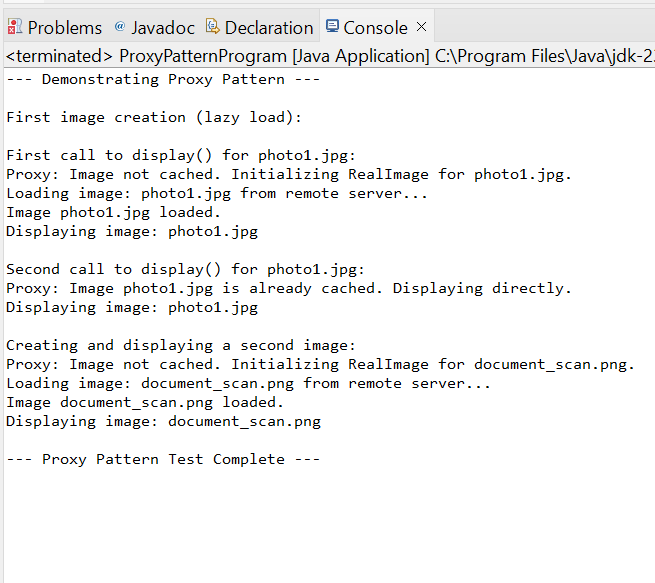 Problems @ Javadoc Declaration Console ×
<terminated> ProxyPatternProgram [Java Application] C:\Program Files\Java\jdk-2
--- Demonstrating Proxy Pattern ---
First image creation (lazy load):
First call to display() for photo1.jpg:
Proxy: Image not cached. Initializing RealImage for photo1.jpg.
Loading image: photo1.jpg from remote server...
Image photo1.jpg loaded.
Displaying image: photo1.jpg
Second call to display() for photo1.jpg:
Proxy: Image photo1.jpg is already cached. Displaying directly.
Displaying image: photo1.jpg
Creating and displaying a second image:
Proxy: Image not cached. Initializing RealImage for document_scan.png.
Loading image: document_scan.png from remote server...
Image document_scan.png loaded.
Displaying image: document_scan.png
--- Proxy Pattern Test Complete ---